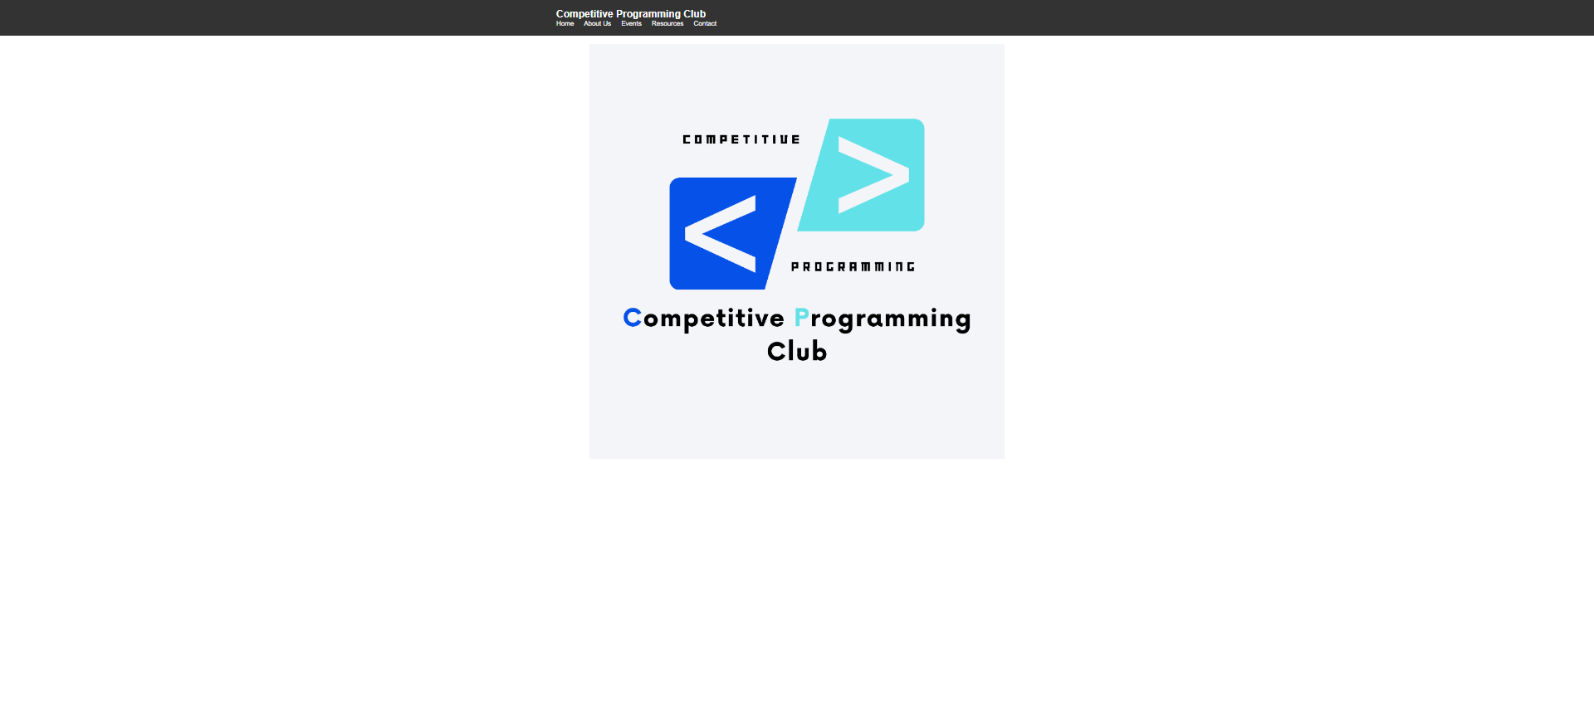 Competitive Programming Club
Home About Us Events Resources Contact
COMPETITIVE
>
<
PROGRAMMING
Competitive Programming
Club